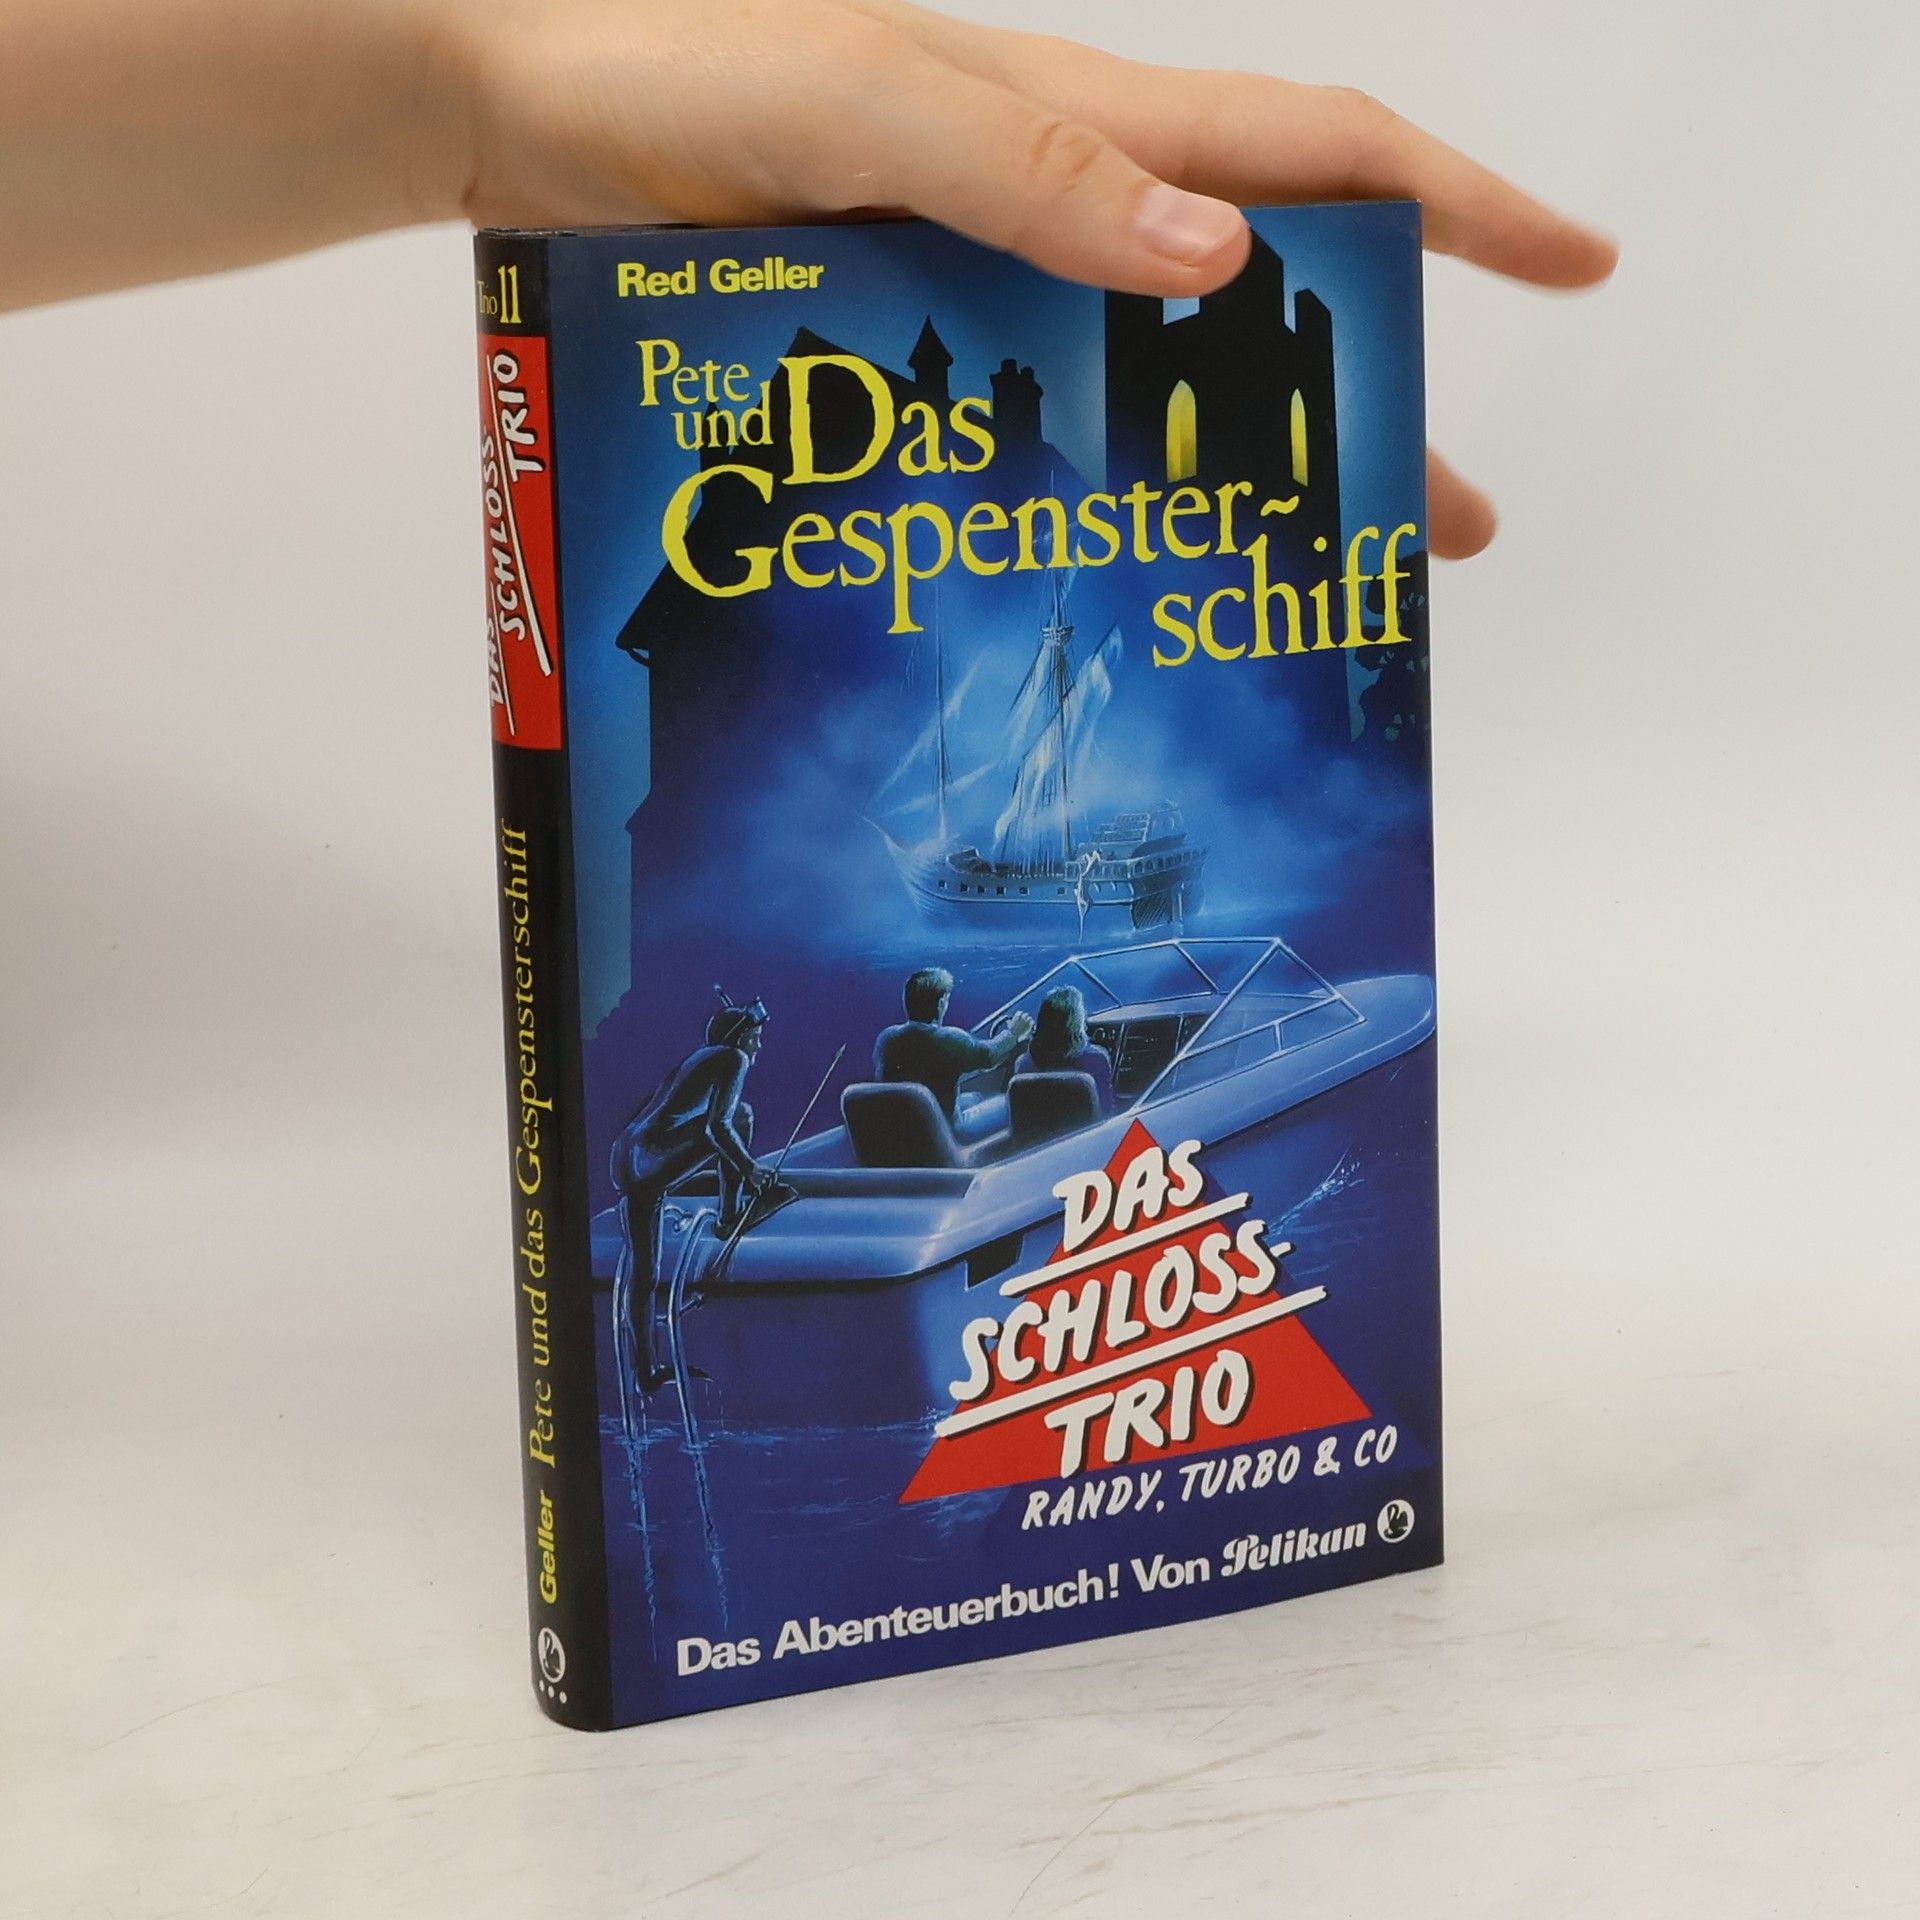 Red Geller
Pete
und Das
Gespenster-
schiff
DAS
SCHLOSS-
TRIO
RANDY, TURBO & CO
Das Abenteuerbuch! Von Pelikan
Trio 11
DAS
SCHLOSS-
TRIO
Geller Pete und das Gespensterschiff